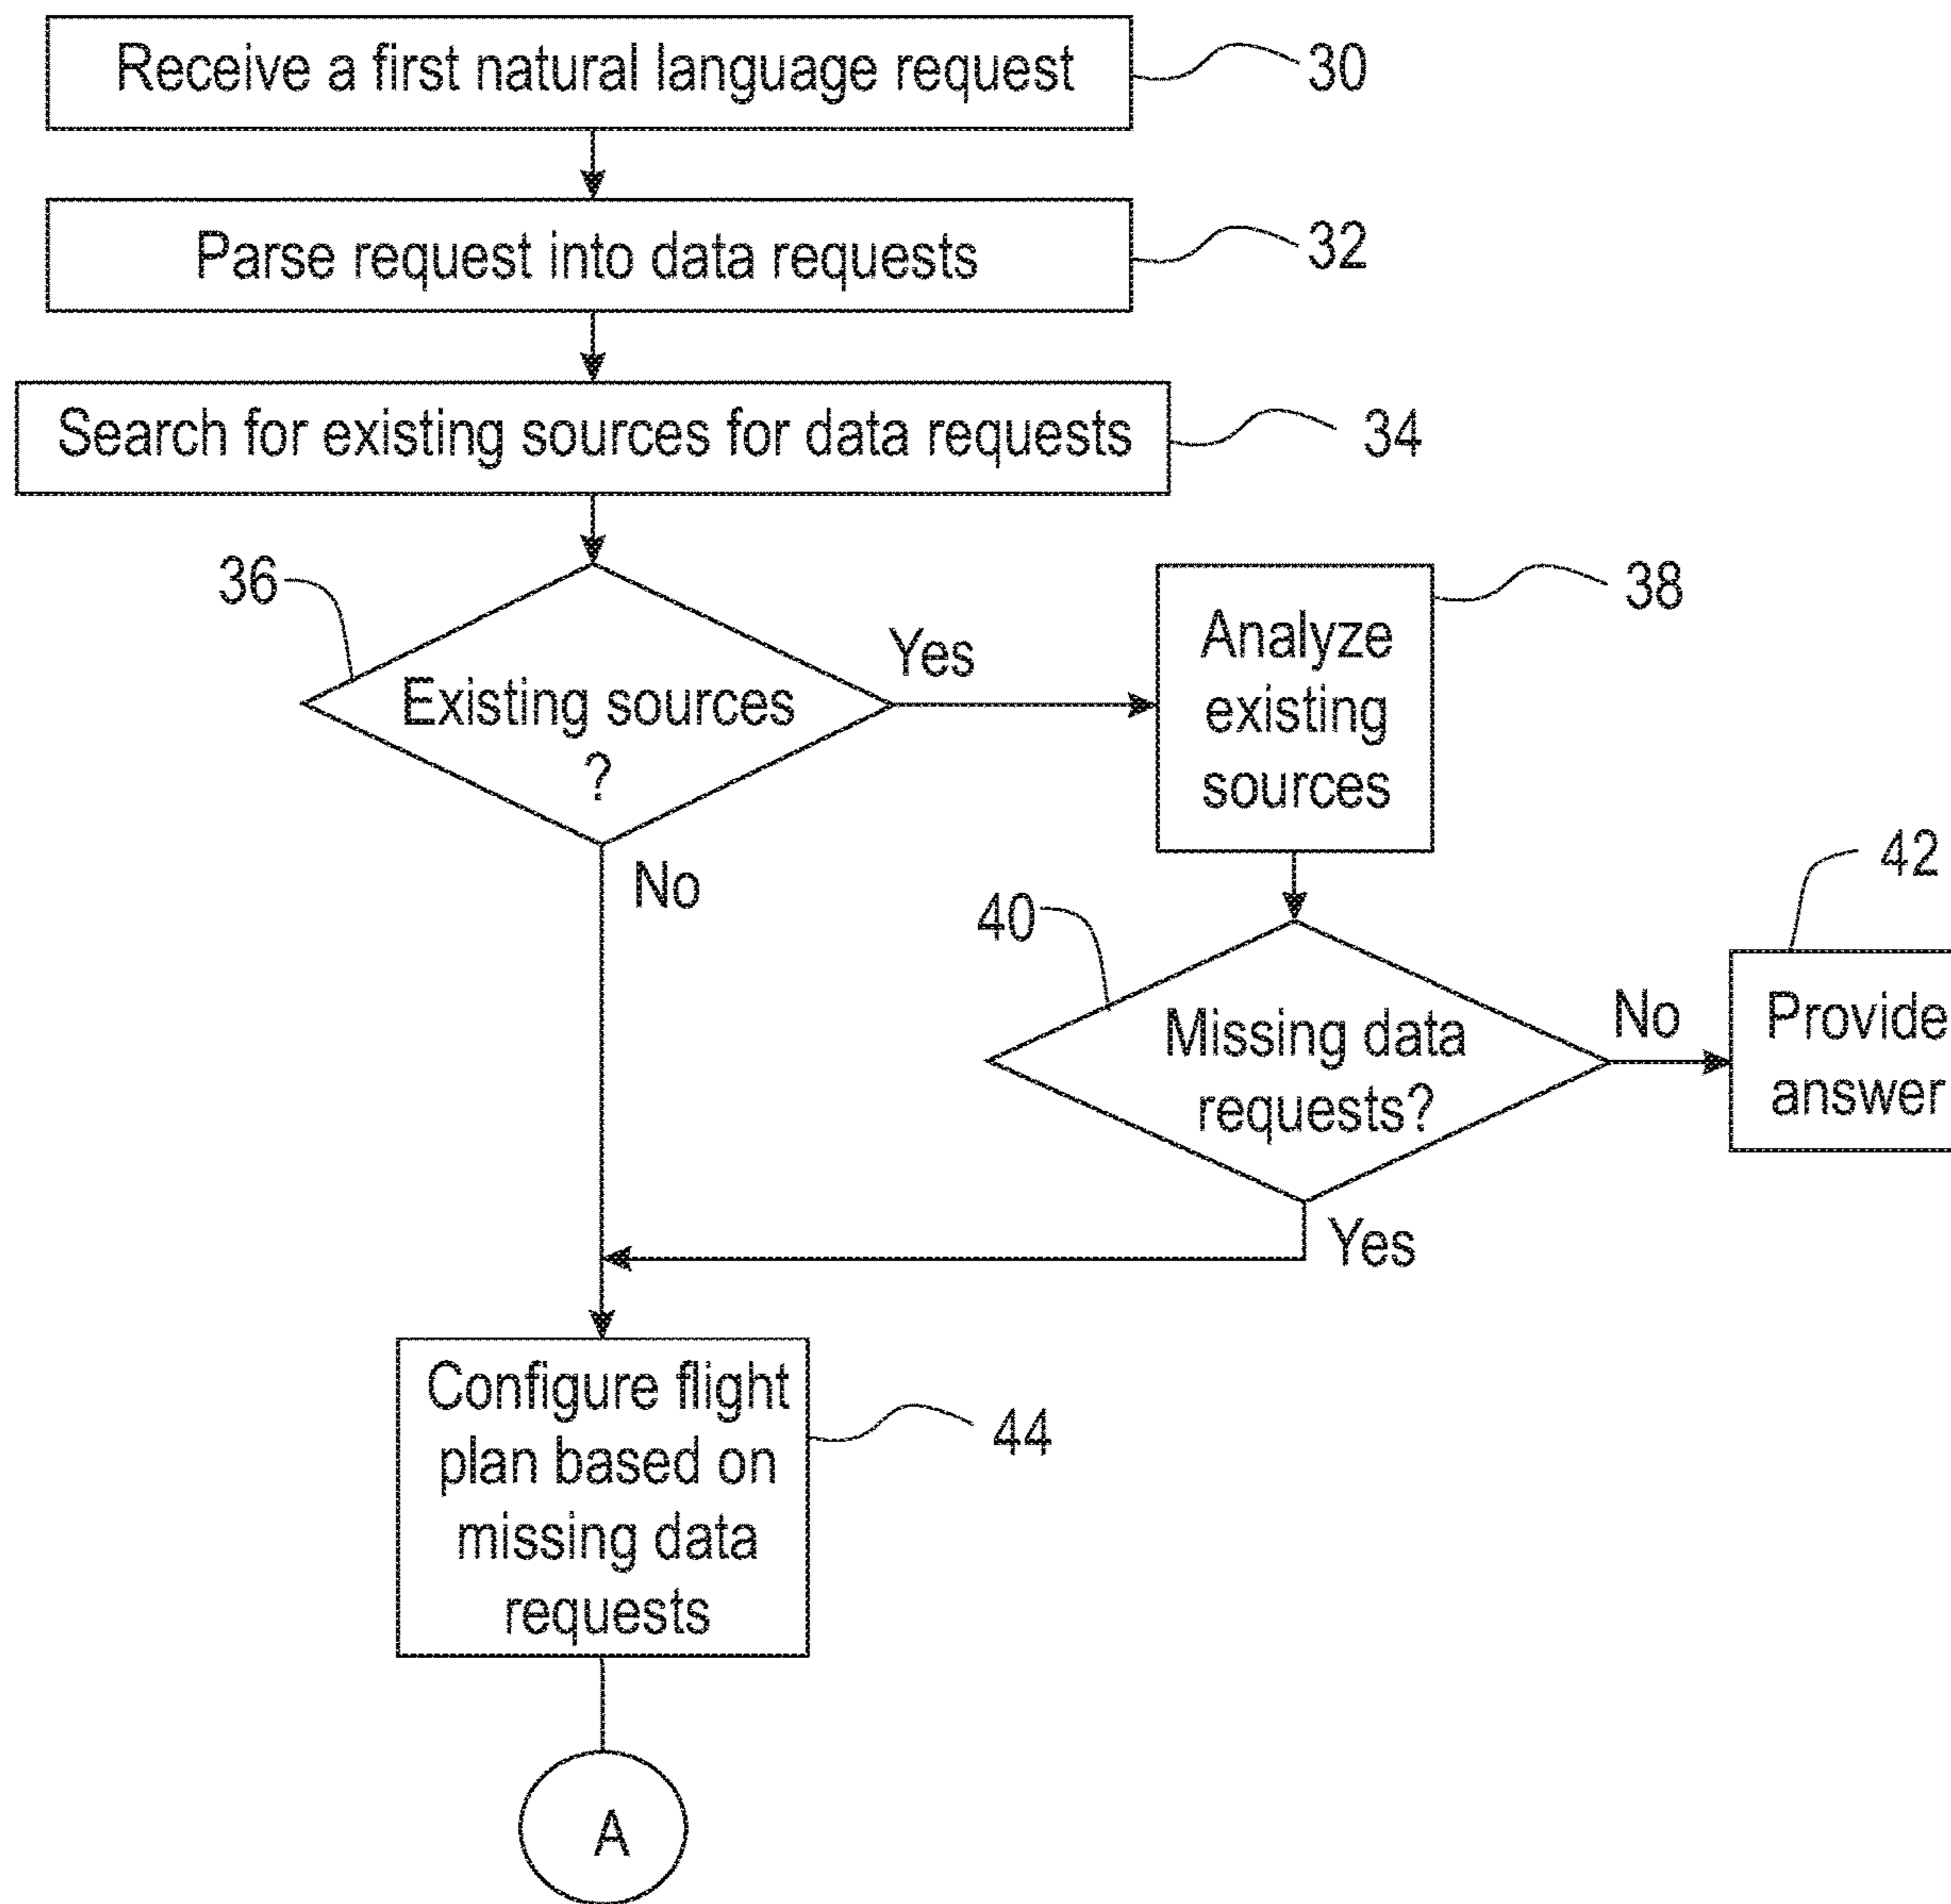 Receive a first natural language request
30
Parse request into data requests
32
Search for existing sources for data requests
34
36
Existing sources
?
Yes
No
38
Analyze
existing
sources
40
Missing data
requests?
No
Yes
42
Provide
answer
Configure flight
plan based on
missing data
requests
44
A